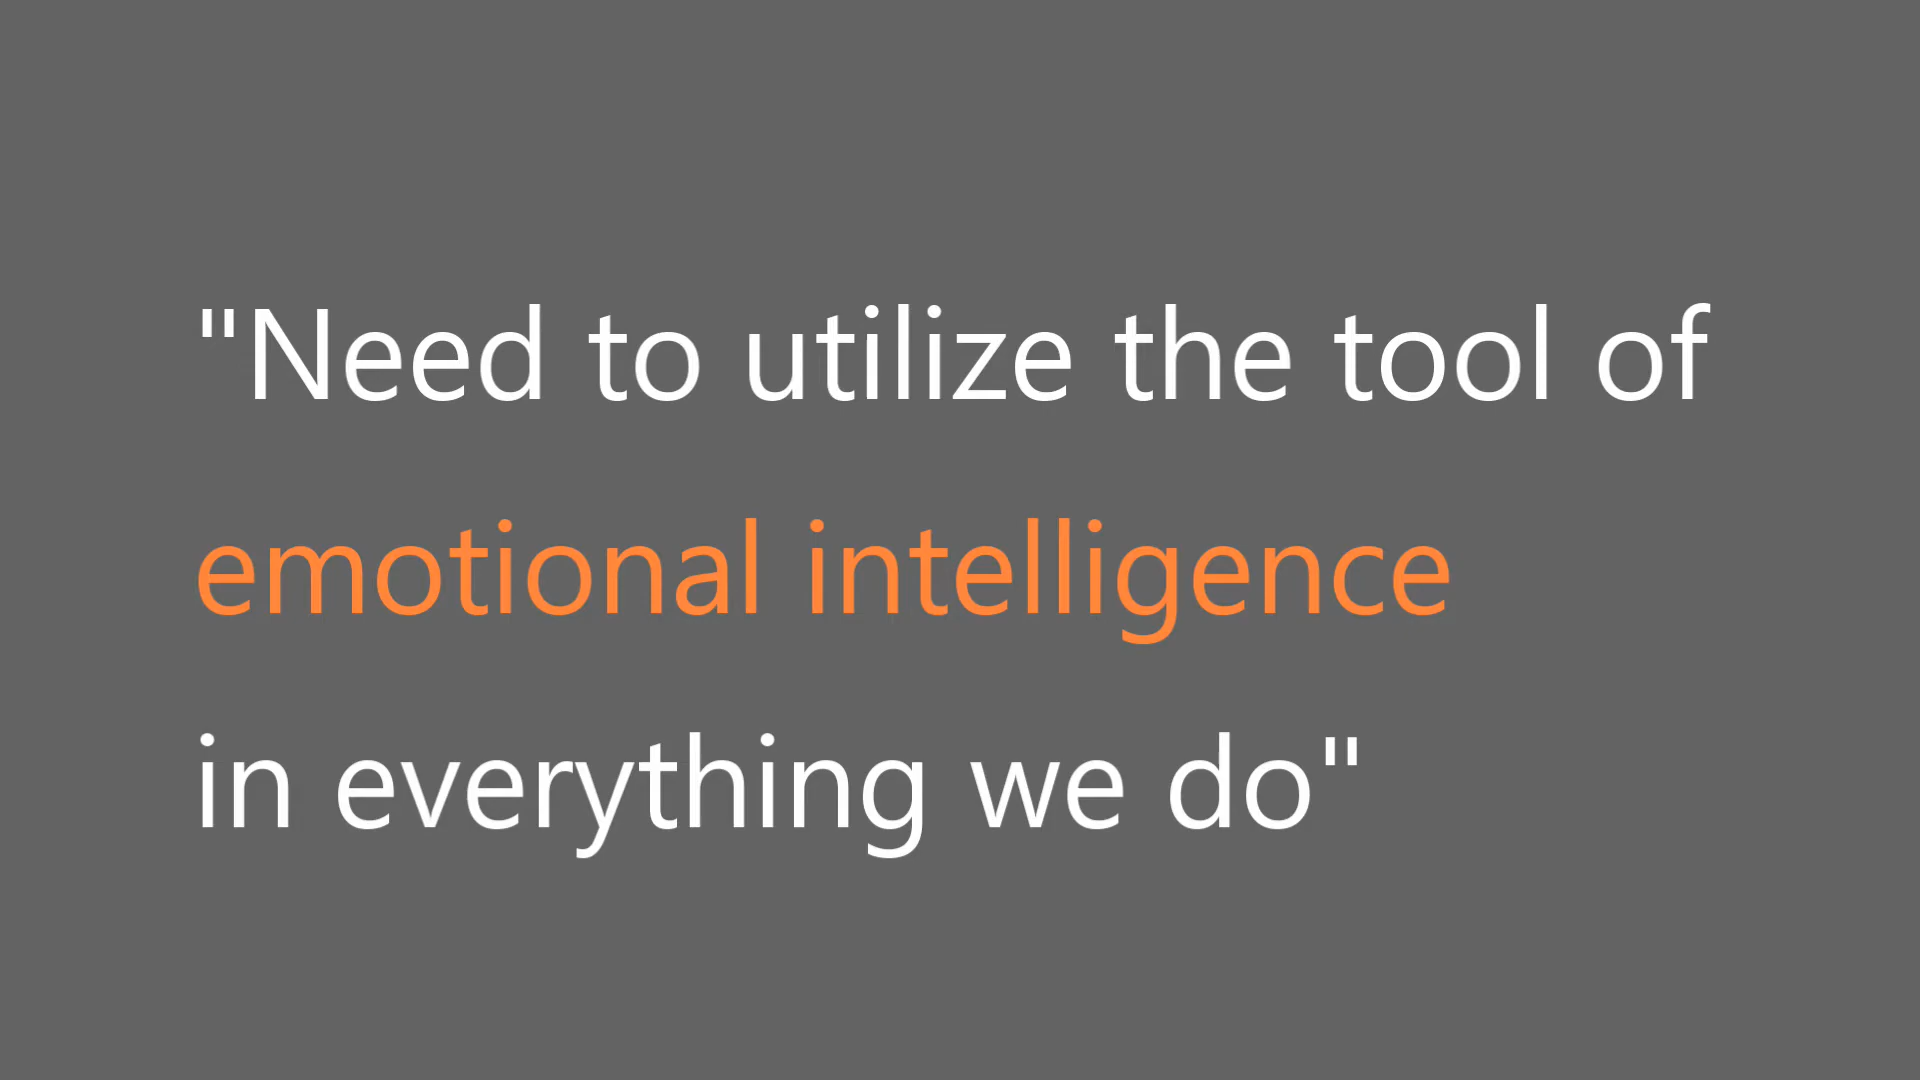 "Need to utilize the tool of
emotional intelligence
in everything we do"